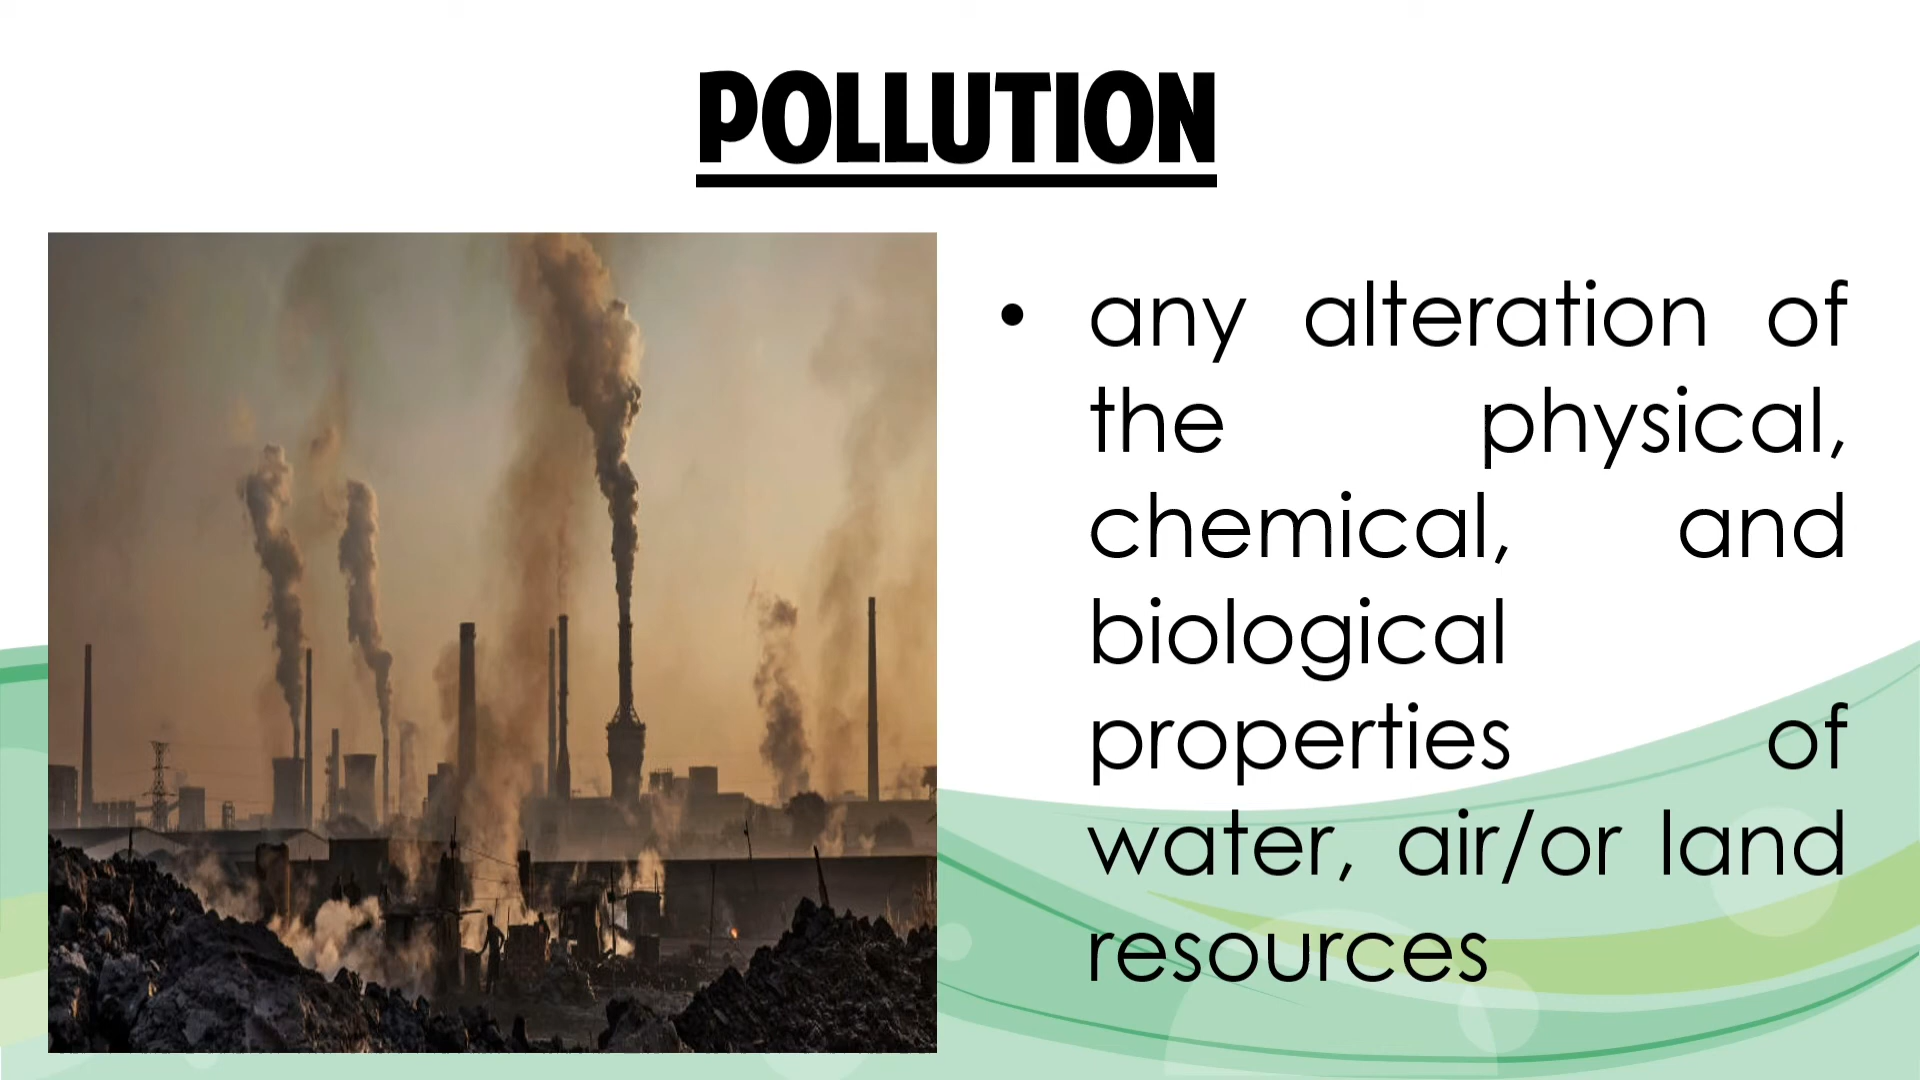 POLLUTION
• any alteration of
the physical,
chemical, and
biological
properties of
water, air/or land
resources